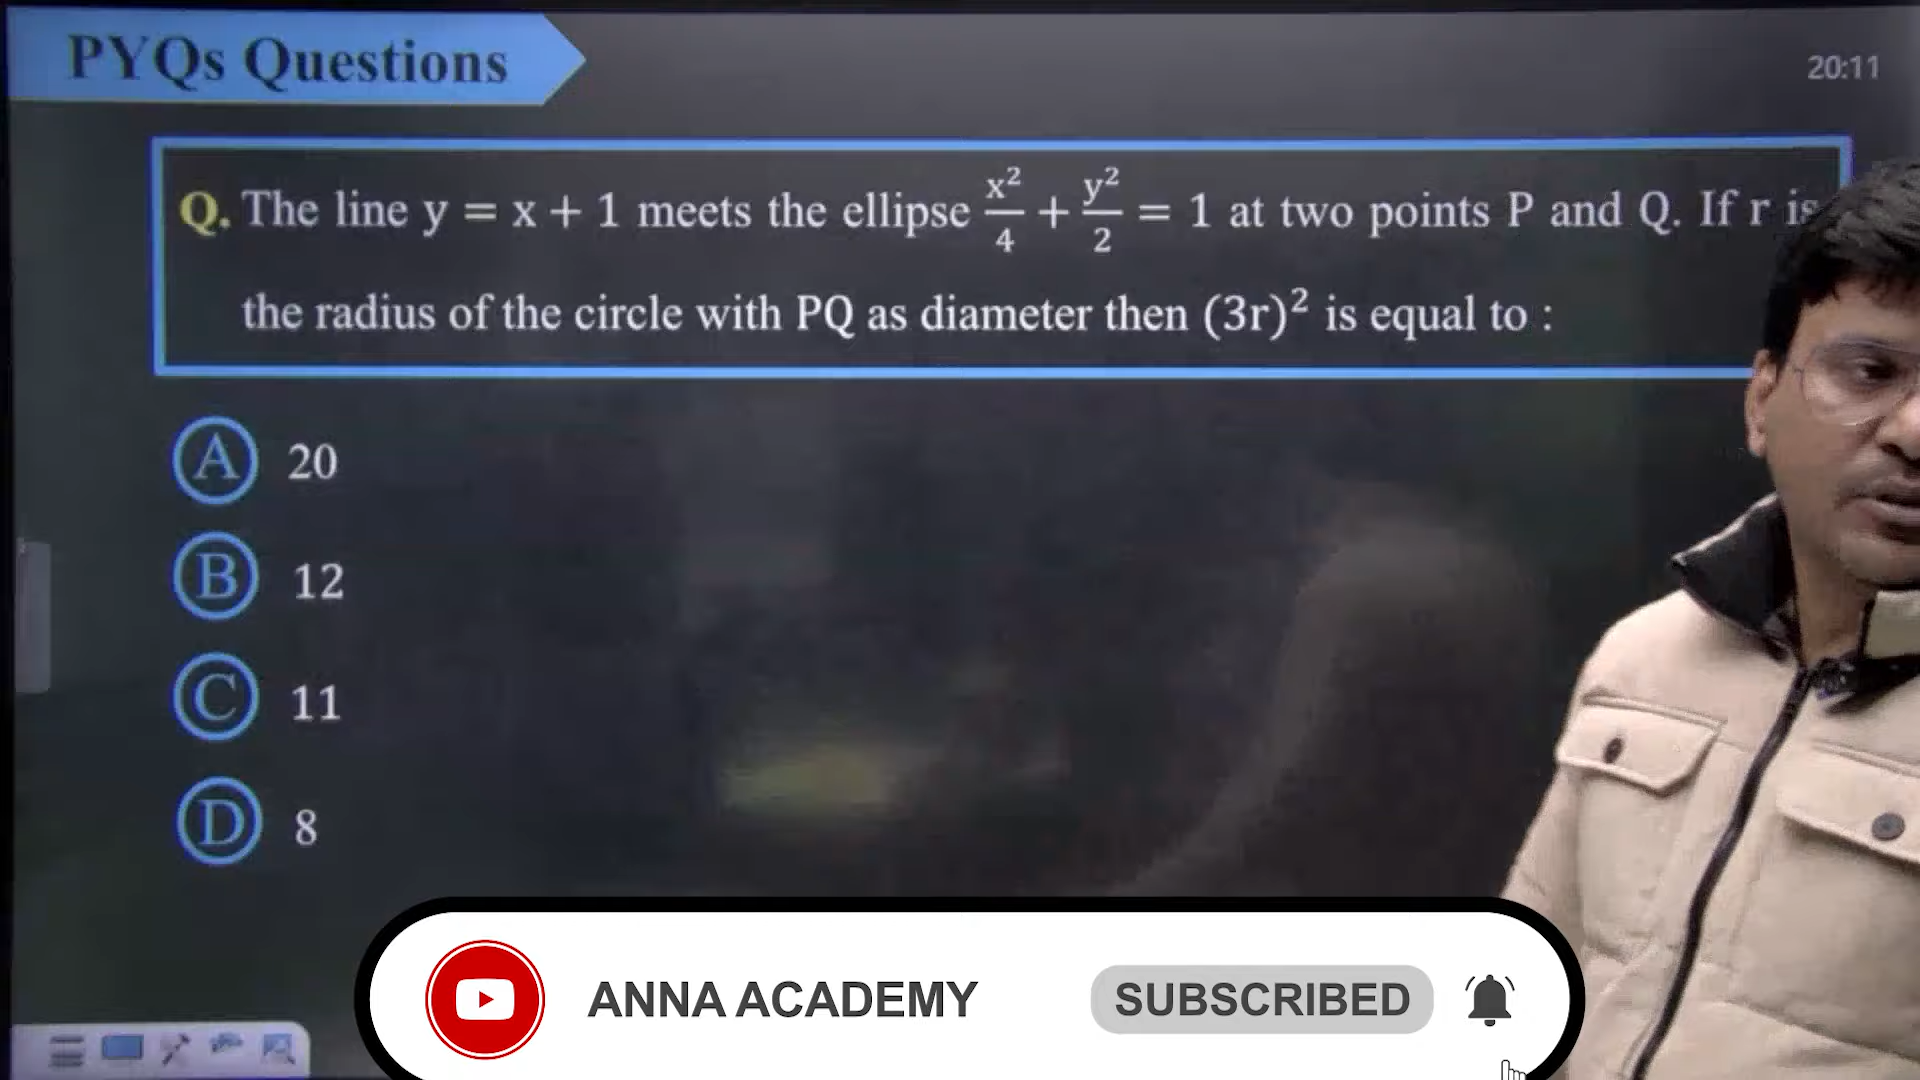 PYQs Questions
20:11
Q. The line y = x + 1 meets the ellipse x²/4 + y²/2 = 1 at two points P and Q. If r is
the radius of the circle with PQ as diameter then (3r)² is equal to :
A 20
B 12
C 11
D 8
ANNA ACADEMY SUBSCRIBED